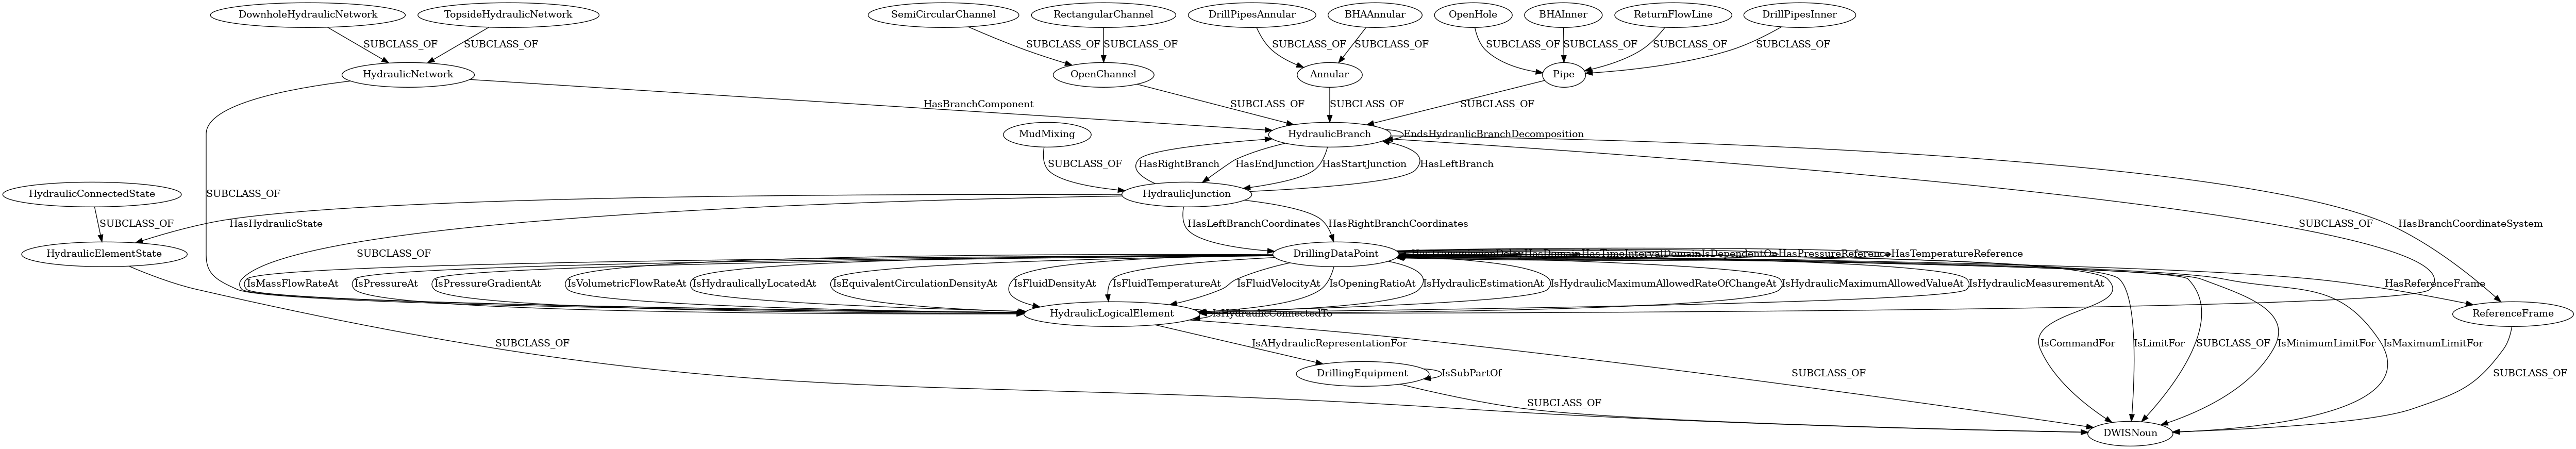 DownholeHydraulicNetwork TopsideHydraulicNetwork SemiCircularChannel RectangularChannel DrillPipesAnnular BHAAnnular OpenHole BHAInner ReturnFlowLine DrillPipesInner
SUBCLASS_OF SUBCLASS_OF SUBCLASS_OF SUBCLASS_OF SUBCLASS_OF SUBCLASS_OF SUBCLASS_OF SUBCLASS_OF SUBCLASS_OF SUBCLASS_OF
HydraulicNetwork OpenChannel Annular Pipe
HasBranchComponent SUBCLASS_OF SUBCLASS_OF SUBCLASS_OF
MudMixing HydraulicBranch EndsHydraulicBranchDecomposition
SUBCLASS_OF HasRightBranch HasEndJunction HasStartJunction HasLeftBranch
HydraulicConnectedState SUBCLASS_OF HydraulicJunction
SUBCLASS_OF HasHydraulicState HasLeftBranchCoordinates HasRightBranchCoordinates SUBCLASS_OF HasBranchCoordinateSystem
HydraulicElementState SUBCLASS_OF DrillingDataPoint HasDomain HasTimeIntervalDomain IsDependentOn HasPressureReference HasTemperatureReference
IsMassFlowRateAt IsPressureAt IsPressureGradientAt IsVolumetricFlowRateAt IsHydraulicallyLocatedAt IsEquivalentCirculationDensityAt IsFluidDensityAt IsFluidTemperatureAt IsFluidVelocityAt IsOpeningRatioAt IsHydraulicEstimationAt IsHydraulicMaximumAllowedRateOfChangeAt IsHydraulicMaximumAllowedValueAt IsHydraulicMeasurementAt HasReferenceFrame
HydraulicLogicalElement IsHydraulicConnectedTo ReferenceFrame
SUBCLASS_OF IsAHydraulicRepresentationFor IsCommandFor IsLimitFor SUBCLASS_OF IsMinimumLimitFor IsMaximumLimitFor
DrillingEquipment IsSubPartOf SUBCLASS_OF SUBCLASS_OF
SUBCLASS_OF
DWISNoun